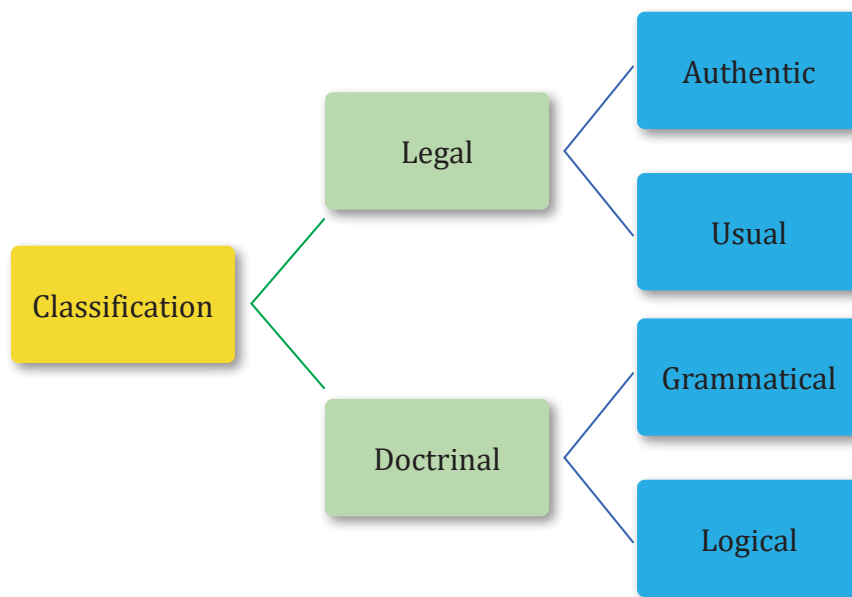 Classification
Legal
Authentic
Usual
Doctrinal
Grammatical
Logical